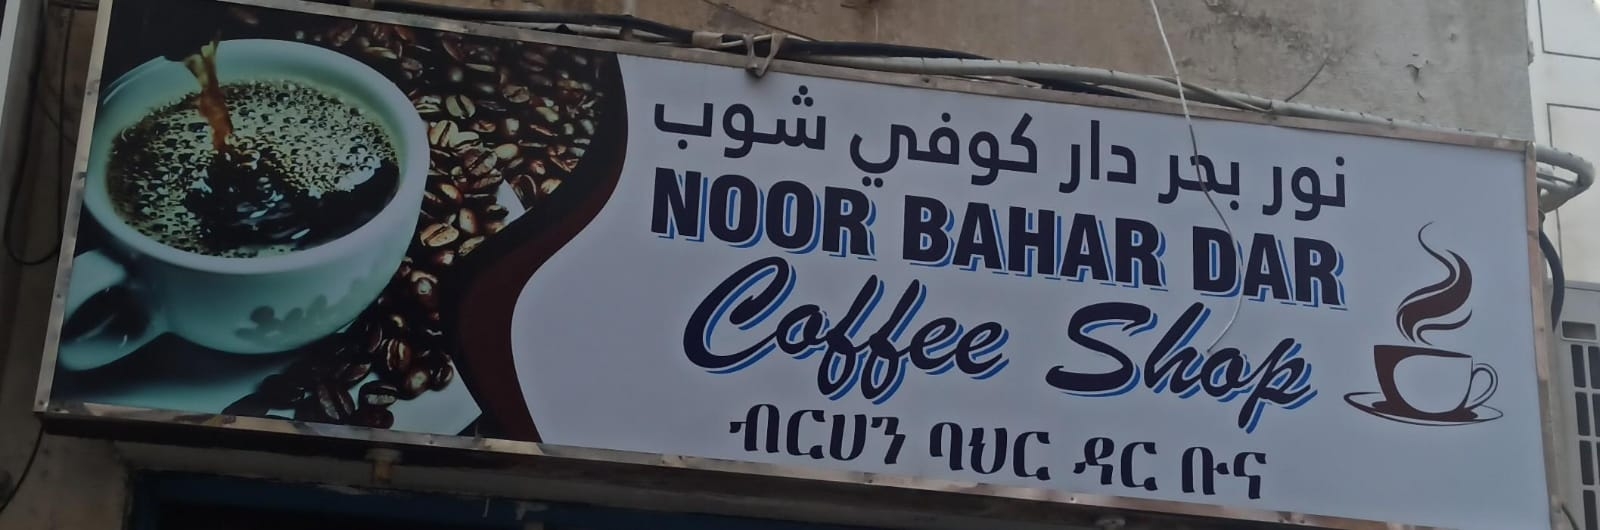 نور بحر دار كوفي شوب
NOOR BAHAR DAR
Coffee Shop
ብርሀን ባህር ዳር ቡና